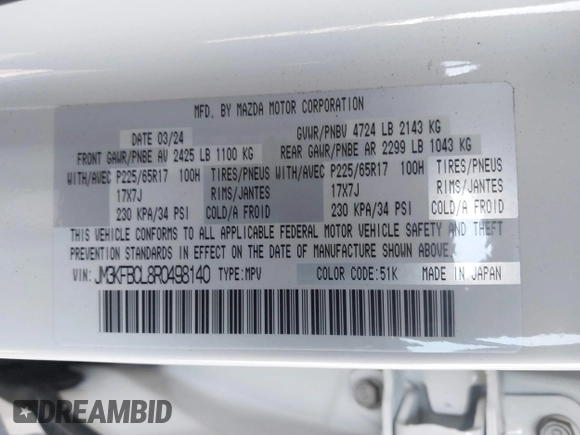 MFD. BY MAZDA MOTOR CORPORATION
DATE 03/24 GVWR/PNBV 4724 LB 2143 KG
FRONT GAWR/PNBE AV 2425 LB 1100 KG REAR GAWR/PNBE AR 2299 LB 1043 KG
WITH/AVEC P225/65R17 100H TIRES/PNEUS WITH/AVEC P225/65R17 100H TIRES/PNEUS
17X7J RIMS/JANTES 17X7J RIMS/JANTES
230 KPA/34 PSI COLD/A FROID 230 KPA/34 PSI COLD/A FROID
THIS VEHICLE CONFORMS TO ALL APPLICABLE FEDERAL MOTOR VEHICLE SAFETY AND THEFT
PREVENTION STANDARDS IN EFFECT ON THE DATE OF MANUFACTURE SHOWN ABOVE.
VIN: JM3KFBCL8R0498140 TYPE:MPV COLOR CODE:51K MADE IN JAPAN
DREAMBID